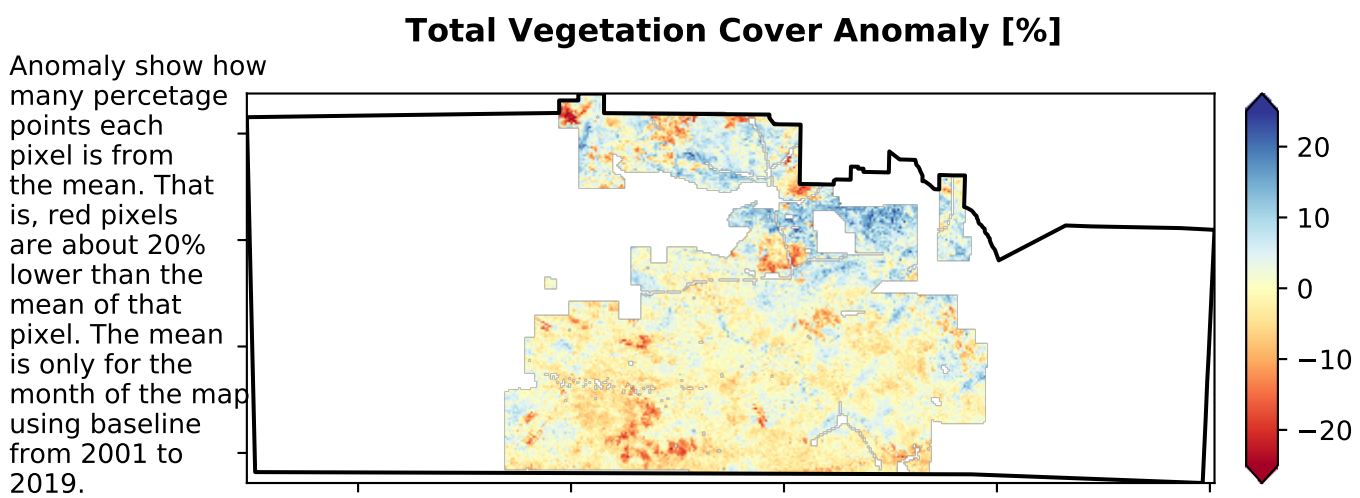 Total Vegetation Cover Anomaly [%]
Anomaly show how
many percetage
points each
pixel is from
the mean. That
is, red pixels
are about 20%
lower than the
mean of that
pixel. The mean
is only for the
month of the map
using baseline
from 2001 to
2019.
20
10
0
−10
−20